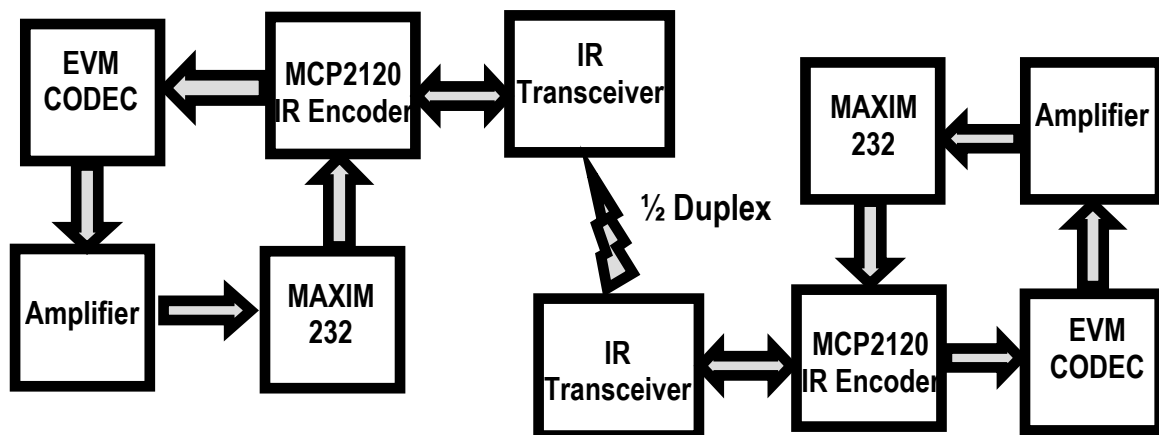 EVM
CODEC
MCP2120
IR Encoder
IR
Transceiver
Amplifier
MAXIM
232
½ Duplex
MAXIM
232
Amplifier
IR
Transceiver
MCP2120
IR Encoder
EVM
CODEC